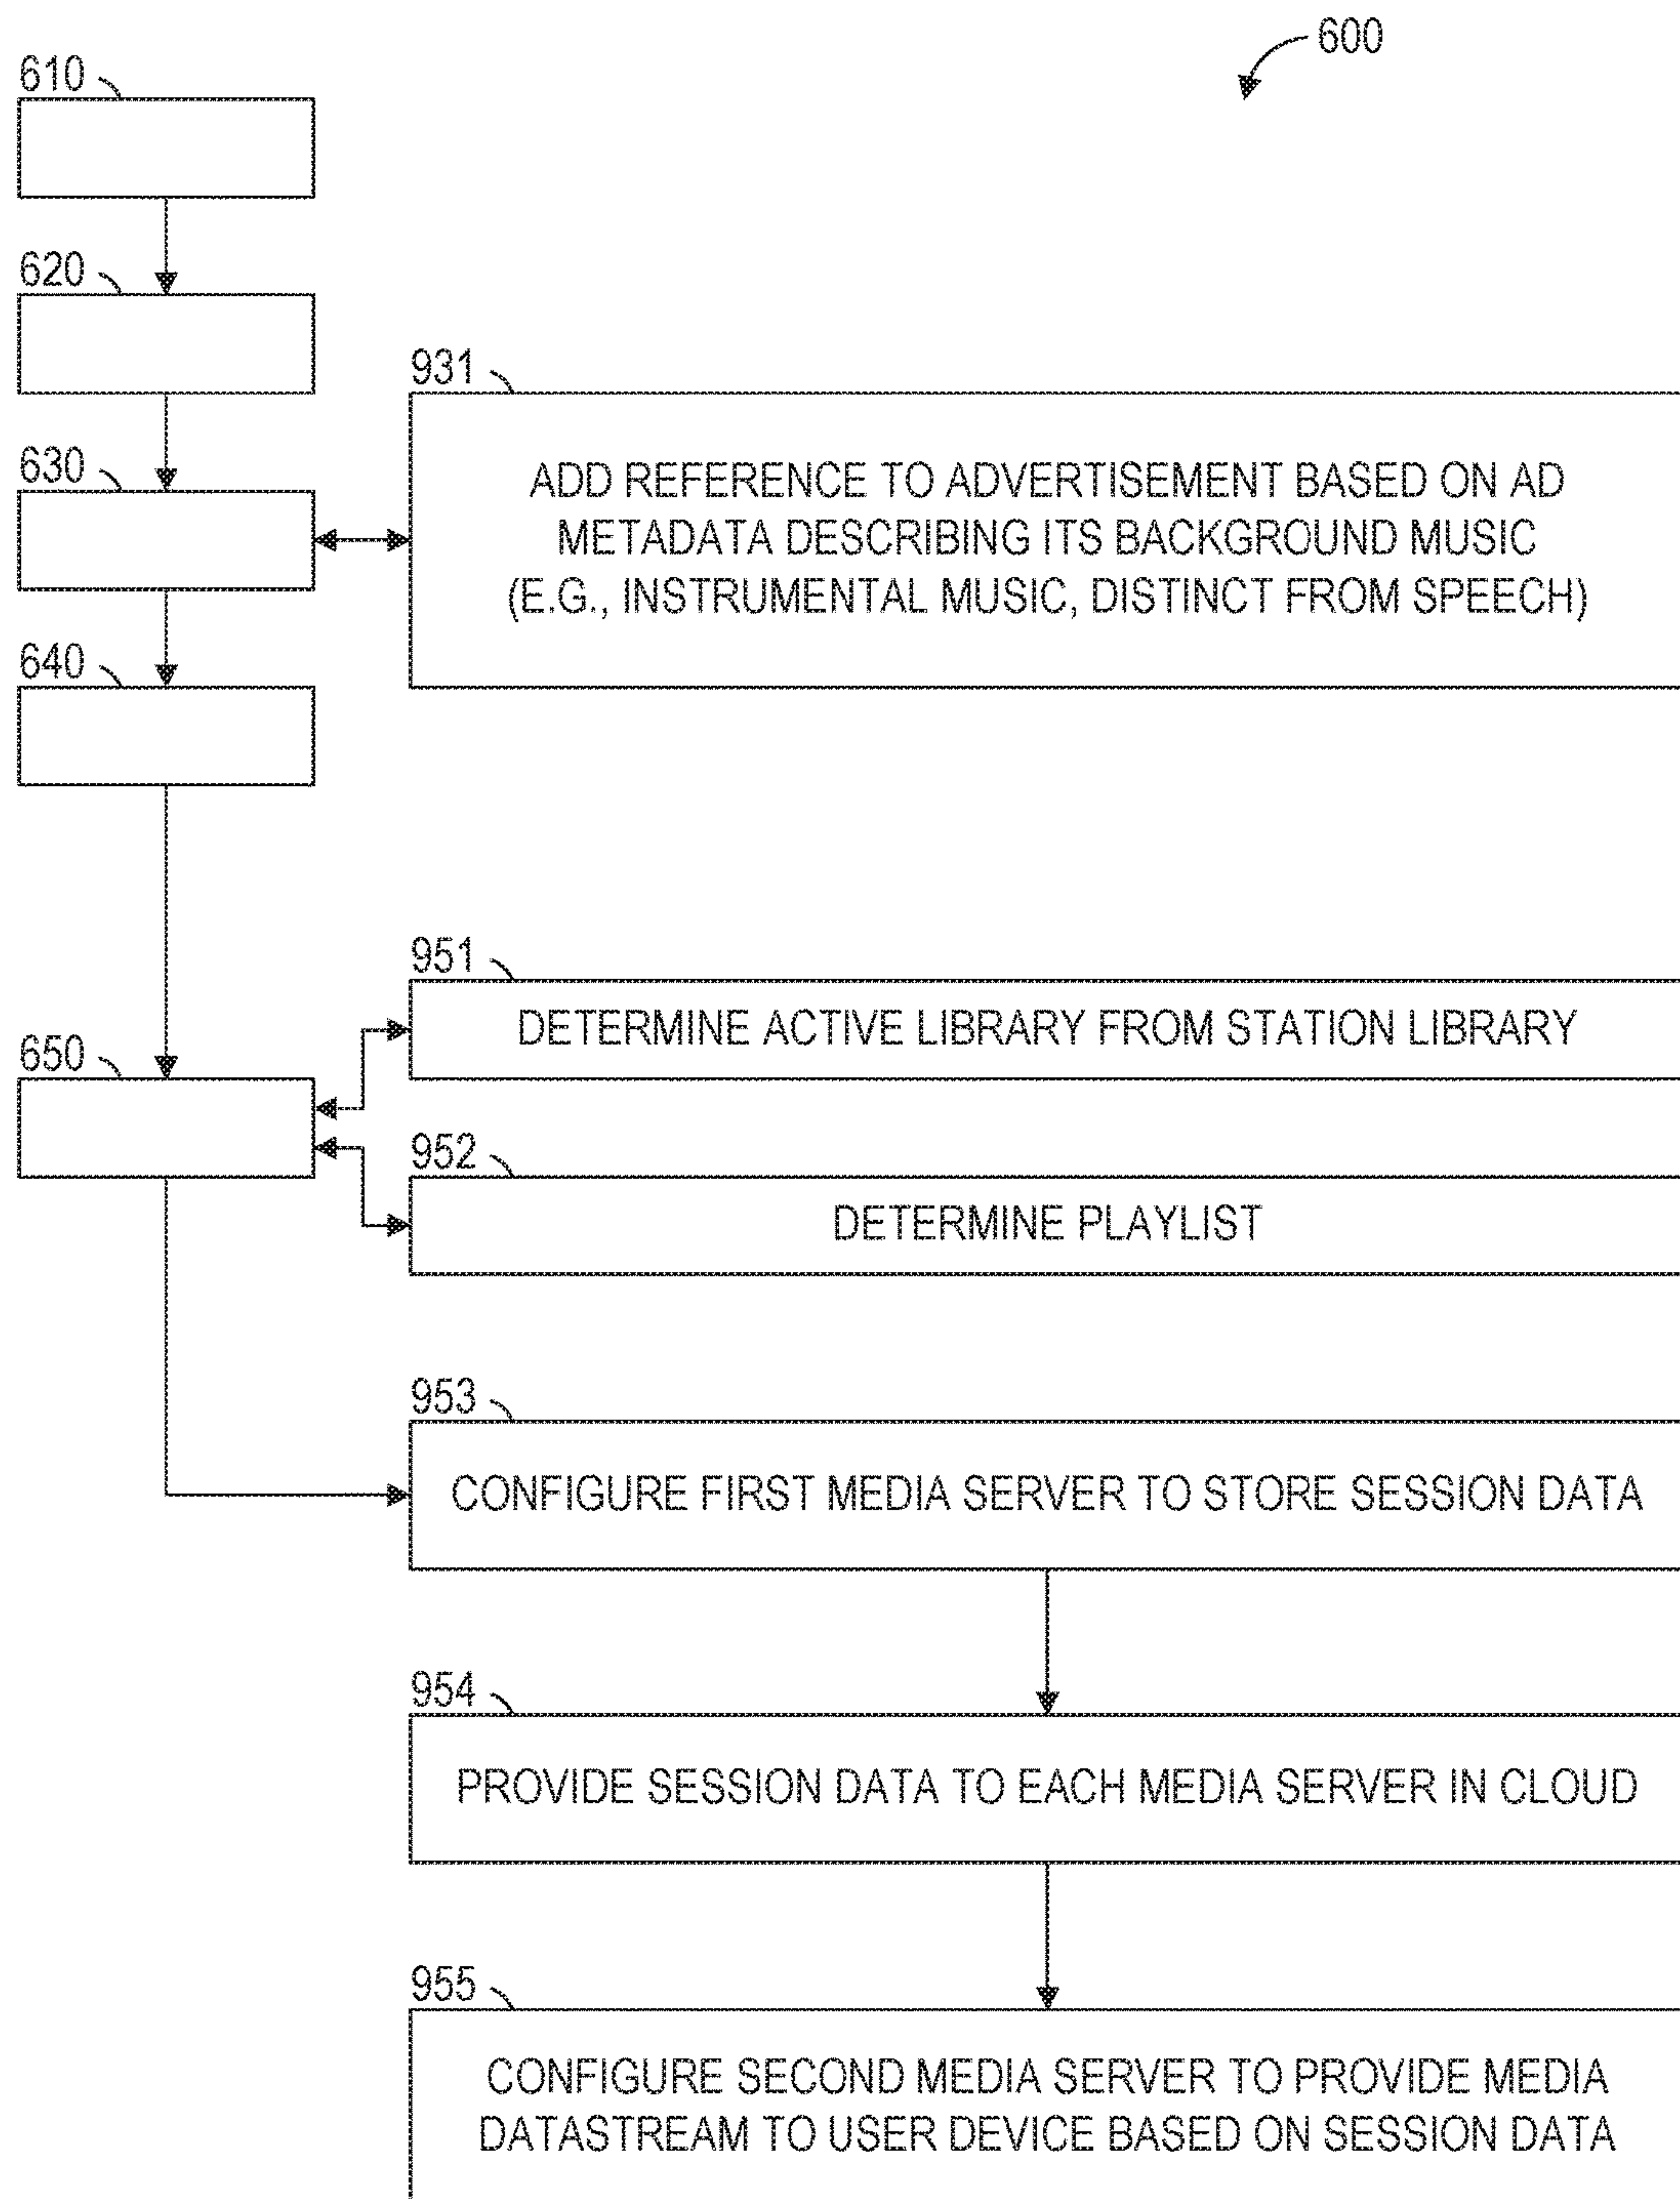 600
610
620
931
630
ADD REFERENCE TO ADVERTISEMENT BASED ON AD
METADATA DESCRIBING ITS BACKGROUND MUSIC
(E.G., INSTRUMENTAL MUSIC, DISTINCT FROM SPEECH)
640
951
DETERMINE ACTIVE LIBRARY FROM STATION LIBRARY
650
952
DETERMINE PLAYLIST
953
CONFIGURE FIRST MEDIA SERVER TO STORE SESSION DATA
954
PROVIDE SESSION DATA TO EACH MEDIA SERVER IN CLOUD
955
CONFIGURE SECOND MEDIA SERVER TO PROVIDE MEDIA
DATASTREAM TO USER DEVICE BASED ON SESSION DATA